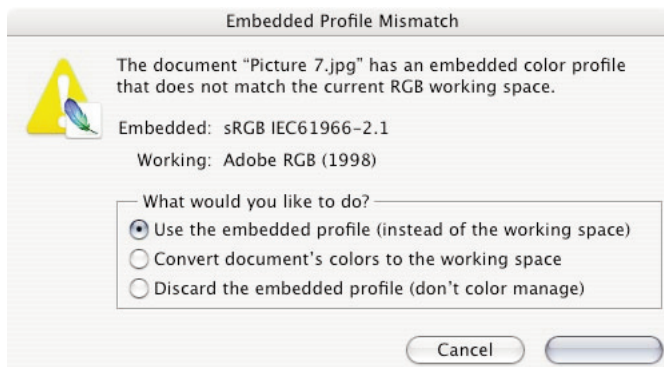 Embedded Profile Mismatch
The document “Picture 7.jpg” has an embedded color profile
that does not match the current RGB working space.
Embedded: sRGB IEC61966-2.1
Working: Adobe RGB (1998)
What would you like to do?
Use the embedded profile (instead of the working space)
Convert document’s colors to the working space
Discard the embedded profile (don’t color manage)
Cancel